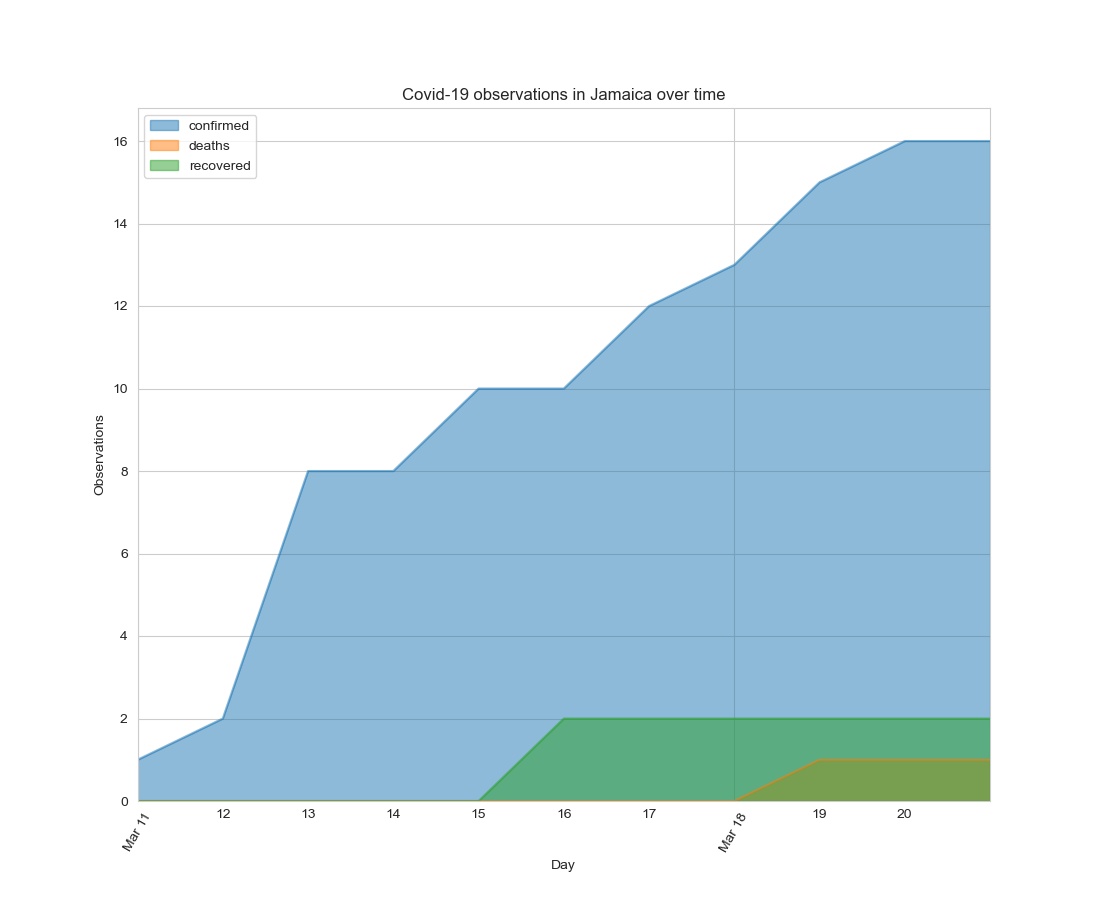 Covid-19 observations in Jamaica over time
confirmed
deaths
recovered
16
14
12
10
8
6
4
2
0
Observations
Mar 11 12 13 14 15 16 17 Mar 18 19 20
Day